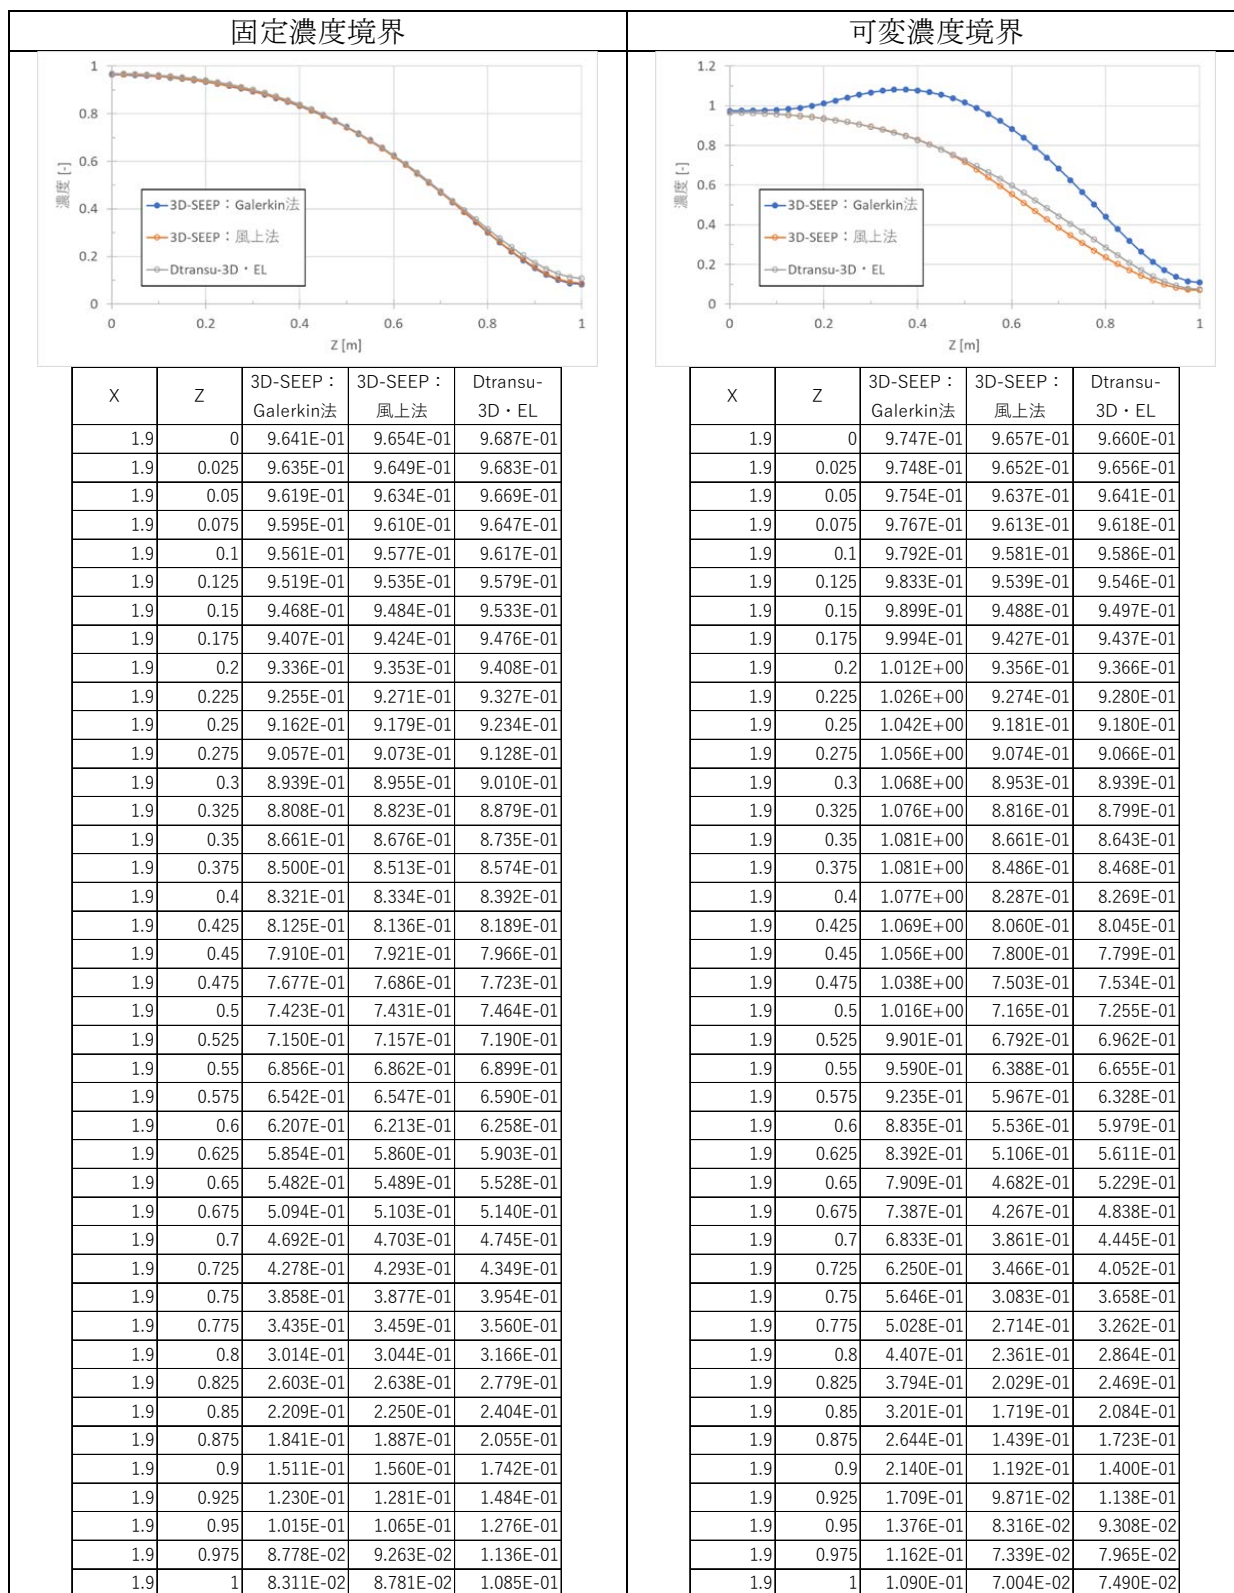 固定濃度境界 可変濃度境界
1 0.8 0.6 0.4 0.2 0
濃度 [-]
3D-SEEP：Galerkin法
3D-SEEP：風上法
Dtransu-3D・EL
0 0.2 0.4 0.6 0.8 1
Z [m]
1.2 1 0.8 0.6 0.4 0.2 0
濃度 [-]
3D-SEEP：Galerkin法
3D-SEEP：風上法
Dtransu-3D・EL
0 0.2 0.4 0.6 0.8 1
Z [m]
X Z 3D-SEEP：Galerkin法 3D-SEEP：風上法 Dtransu-3D・EL
1.9 0 9.641E-01 9.654E-01 9.687E-01
1.9 0.025 9.635E-01 9.649E-01 9.683E-01
1.9 0.05 9.619E-01 9.634E-01 9.669E-01
1.9 0.075 9.595E-01 9.610E-01 9.647E-01
1.9 0.1 9.561E-01 9.577E-01 9.617E-01
1.9 0.125 9.519E-01 9.535E-01 9.579E-01
1.9 0.15 9.468E-01 9.484E-01 9.533E-01
1.9 0.175 9.407E-01 9.424E-01 9.476E-01
1.9 0.2 9.336E-01 9.353E-01 9.408E-01
1.9 0.225 9.255E-01 9.271E-01 9.327E-01
1.9 0.25 9.162E-01 9.179E-01 9.234E-01
1.9 0.275 9.057E-01 9.073E-01 9.128E-01
1.9 0.3 8.939E-01 8.955E-01 9.010E-01
1.9 0.325 8.808E-01 8.823E-01 8.879E-01
1.9 0.35 8.661E-01 8.676E-01 8.735E-01
1.9 0.375 8.500E-01 8.513E-01 8.574E-01
1.9 0.4 8.321E-01 8.334E-01 8.392E-01
1.9 0.425 8.125E-01 8.136E-01 8.189E-01
1.9 0.45 7.910E-01 7.921E-01 7.966E-01
1.9 0.475 7.677E-01 7.686E-01 7.723E-01
1.9 0.5 7.423E-01 7.431E-01 7.464E-01
1.9 0.525 7.150E-01 7.157E-01 7.190E-01
1.9 0.55 6.856E-01 6.862E-01 6.899E-01
1.9 0.575 6.542E-01 6.547E-01 6.590E-01
1.9 0.6 6.207E-01 6.213E-01 6.258E-01
1.9 0.625 5.854E-01 5.860E-01 5.903E-01
1.9 0.65 5.482E-01 5.489E-01 5.528E-01
1.9 0.675 5.094E-01 5.103E-01 5.140E-01
1.9 0.7 4.692E-01 4.703E-01 4.745E-01
1.9 0.725 4.278E-01 4.293E-01 4.349E-01
1.9 0.75 3.858E-01 3.877E-01 3.954E-01
1.9 0.775 3.435E-01 3.459E-01 3.560E-01
1.9 0.8 3.014E-01 3.044E-01 3.166E-01
1.9 0.825 2.603E-01 2.638E-01 2.779E-01
1.9 0.85 2.209E-01 2.250E-01 2.404E-01
1.9 0.875 1.841E-01 1.887E-01 2.055E-01
1.9 0.9 1.511E-01 1.560E-01 1.742E-01
1.9 0.925 1.230E-01 1.281E-01 1.484E-01
1.9 0.95 1.015E-01 1.065E-01 1.276E-01
1.9 0.975 8.778E-02 9.263E-02 1.136E-01
1.9 1 8.311E-02 8.781E-02 1.085E-01
X Z 3D-SEEP：Galerkin法 3D-SEEP：風上法 Dtransu-3D・EL
1.9 0 9.747E-01 9.657E-01 9.660E-01
1.9 0.025 9.748E-01 9.652E-01 9.656E-01
1.9 0.05 9.754E-01 9.637E-01 9.641E-01
1.9 0.075 9.767E-01 9.613E-01 9.618E-01
1.9 0.1 9.792E-01 9.581E-01 9.586E-01
1.9 0.125 9.833E-01 9.539E-01 9.546E-01
1.9 0.15 9.899E-01 9.488E-01 9.497E-01
1.9 0.175 9.994E-01 9.427E-01 9.437E-01
1.9 0.2 1.012E+00 9.356E-01 9.366E-01
1.9 0.225 1.026E+00 9.274E-01 9.280E-01
1.9 0.25 1.042E+00 9.181E-01 9.180E-01
1.9 0.275 1.056E+00 9.074E-01 9.066E-01
1.9 0.3 1.068E+00 8.953E-01 8.939E-01
1.9 0.325 1.076E+00 8.816E-01 8.799E-01
1.9 0.35 1.081E+00 8.661E-01 8.643E-01
1.9 0.375 1.081E+00 8.486E-01 8.468E-01
1.9 0.4 1.077E+00 8.287E-01 8.269E-01
1.9 0.425 1.069E+00 8.060E-01 8.045E-01
1.9 0.45 1.056E+00 7.800E-01 7.799E-01
1.9 0.475 1.038E+00 7.503E-01 7.534E-01
1.9 0.5 1.016E+00 7.165E-01 7.255E-01
1.9 0.525 9.901E-01 6.792E-01 6.962E-01
1.9 0.55 9.590E-01 6.388E-01 6.655E-01
1.9 0.575 9.235E-01 5.967E-01 6.328E-01
1.9 0.6 8.835E-01 5.536E-01 5.979E-01
1.9 0.625 8.392E-01 5.106E-01 5.611E-01
1.9 0.65 7.909E-01 4.682E-01 5.229E-01
1.9 0.675 7.387E-01 4.267E-01 4.838E-01
1.9 0.7 6.833E-01 3.861E-01 4.445E-01
1.9 0.725 6.250E-01 3.466E-01 4.052E-01
1.9 0.75 5.646E-01 3.083E-01 3.658E-01
1.9 0.775 5.028E-01 2.714E-01 3.262E-01
1.9 0.8 4.407E-01 2.361E-01 2.864E-01
1.9 0.825 3.794E-01 2.029E-01 2.469E-01
1.9 0.85 3.201E-01 1.719E-01 2.084E-01
1.9 0.875 2.644E-01 1.439E-01 1.723E-01
1.9 0.9 2.140E-01 1.192E-01 1.400E-01
1.9 0.925 1.709E-01 9.871E-02 1.138E-01
1.9 0.95 1.376E-01 8.316E-02 9.308E-02
1.9 0.975 1.162E-01 7.339E-02 7.965E-02
1.9 1 1.090E-01 7.004E-02 7.490E-02